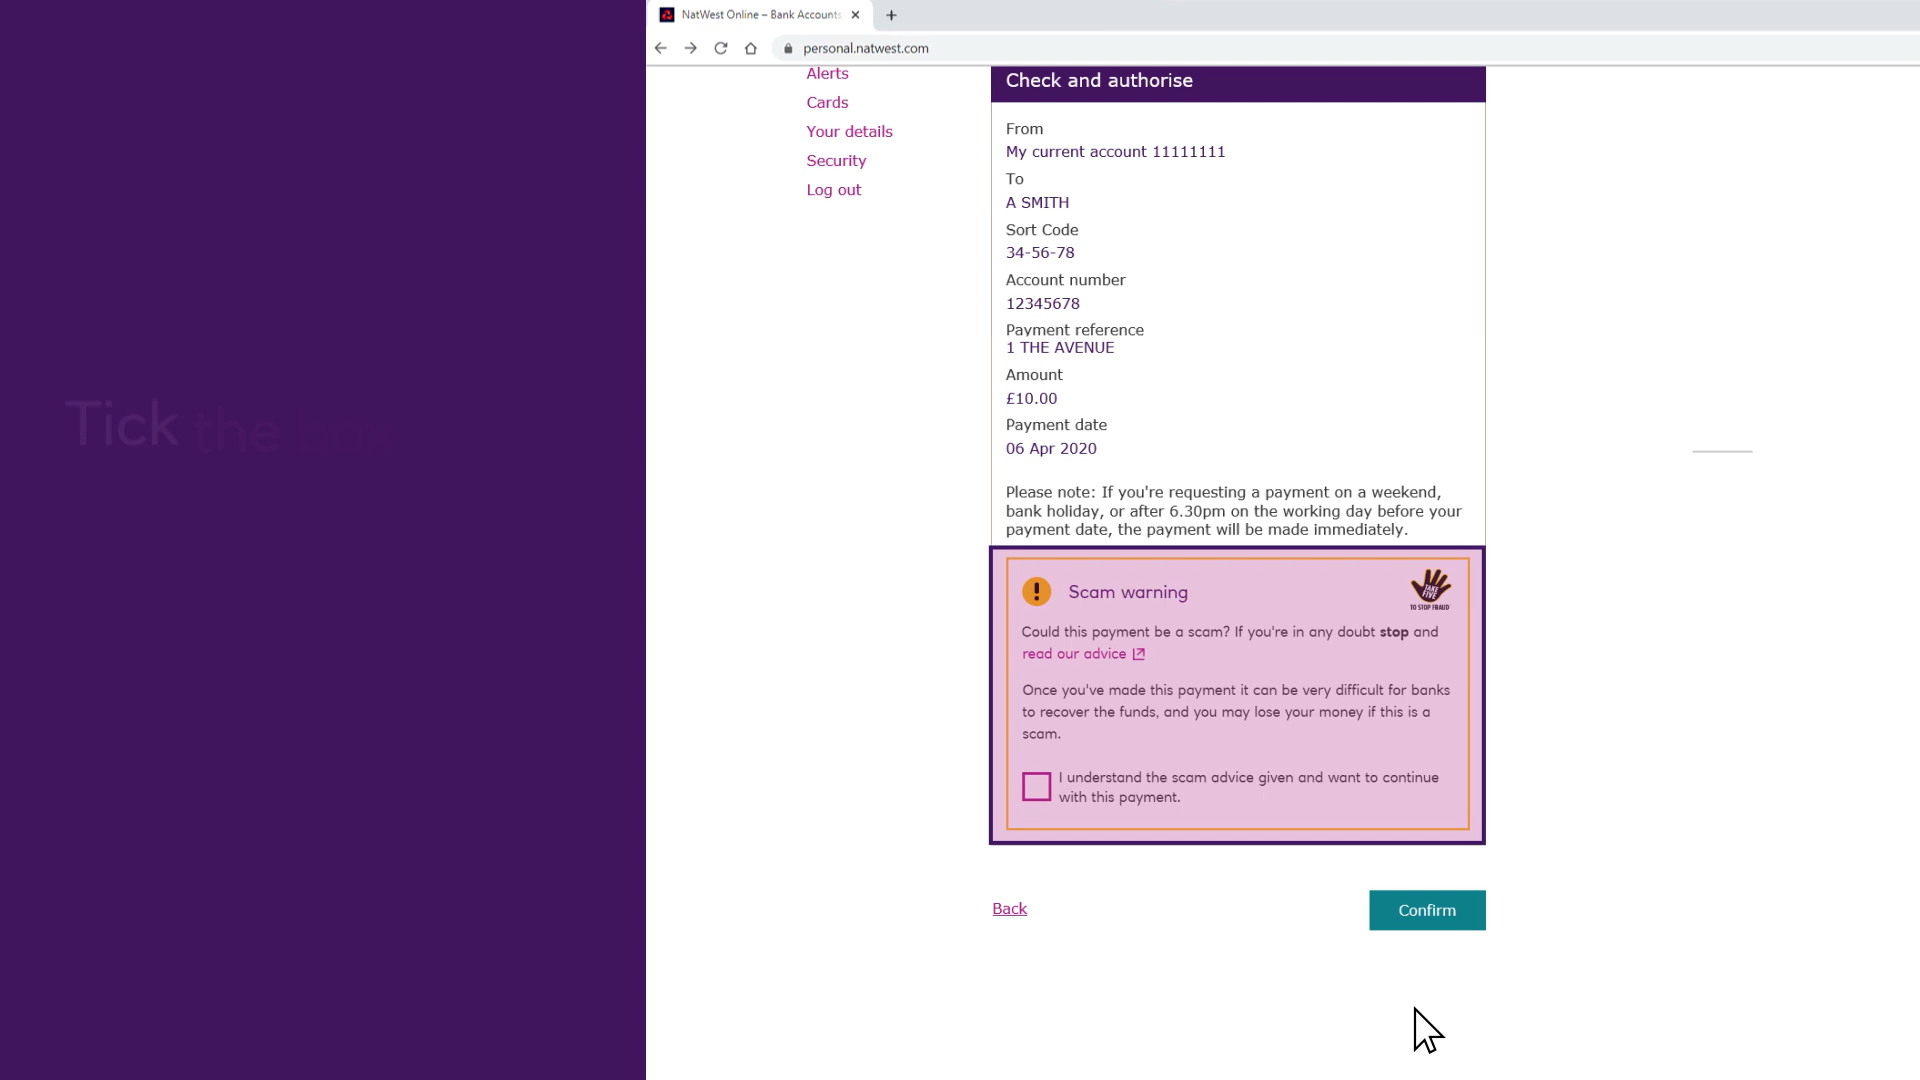 NatWest Online – Bank Accounts
personal.natwest.com
Alerts
Cards
Your details
Security
Log out
Tick the box
Check and authorise
From
My current account 11111111
To
A SMITH
Sort Code
34-56-78
Account number
12345678
Payment reference
1 THE AVENUE
Amount
£10.00
Payment date
06 Apr 2020
Please note: If you're requesting a payment on a weekend,
bank holiday, or after 6.30pm on the working day before your
payment date, the payment will be made immediately.
Scam warning
TAKE
FIVE
TO STOP FRAUD
Could this payment be a scam? If you're in any doubt stop and
read our advice
Once you've made this payment it can be very difficult for banks
to recover the funds, and you may lose your money if this is a
scam.
I understand the scam advice given and want to continue
with this payment.
Back
Confirm